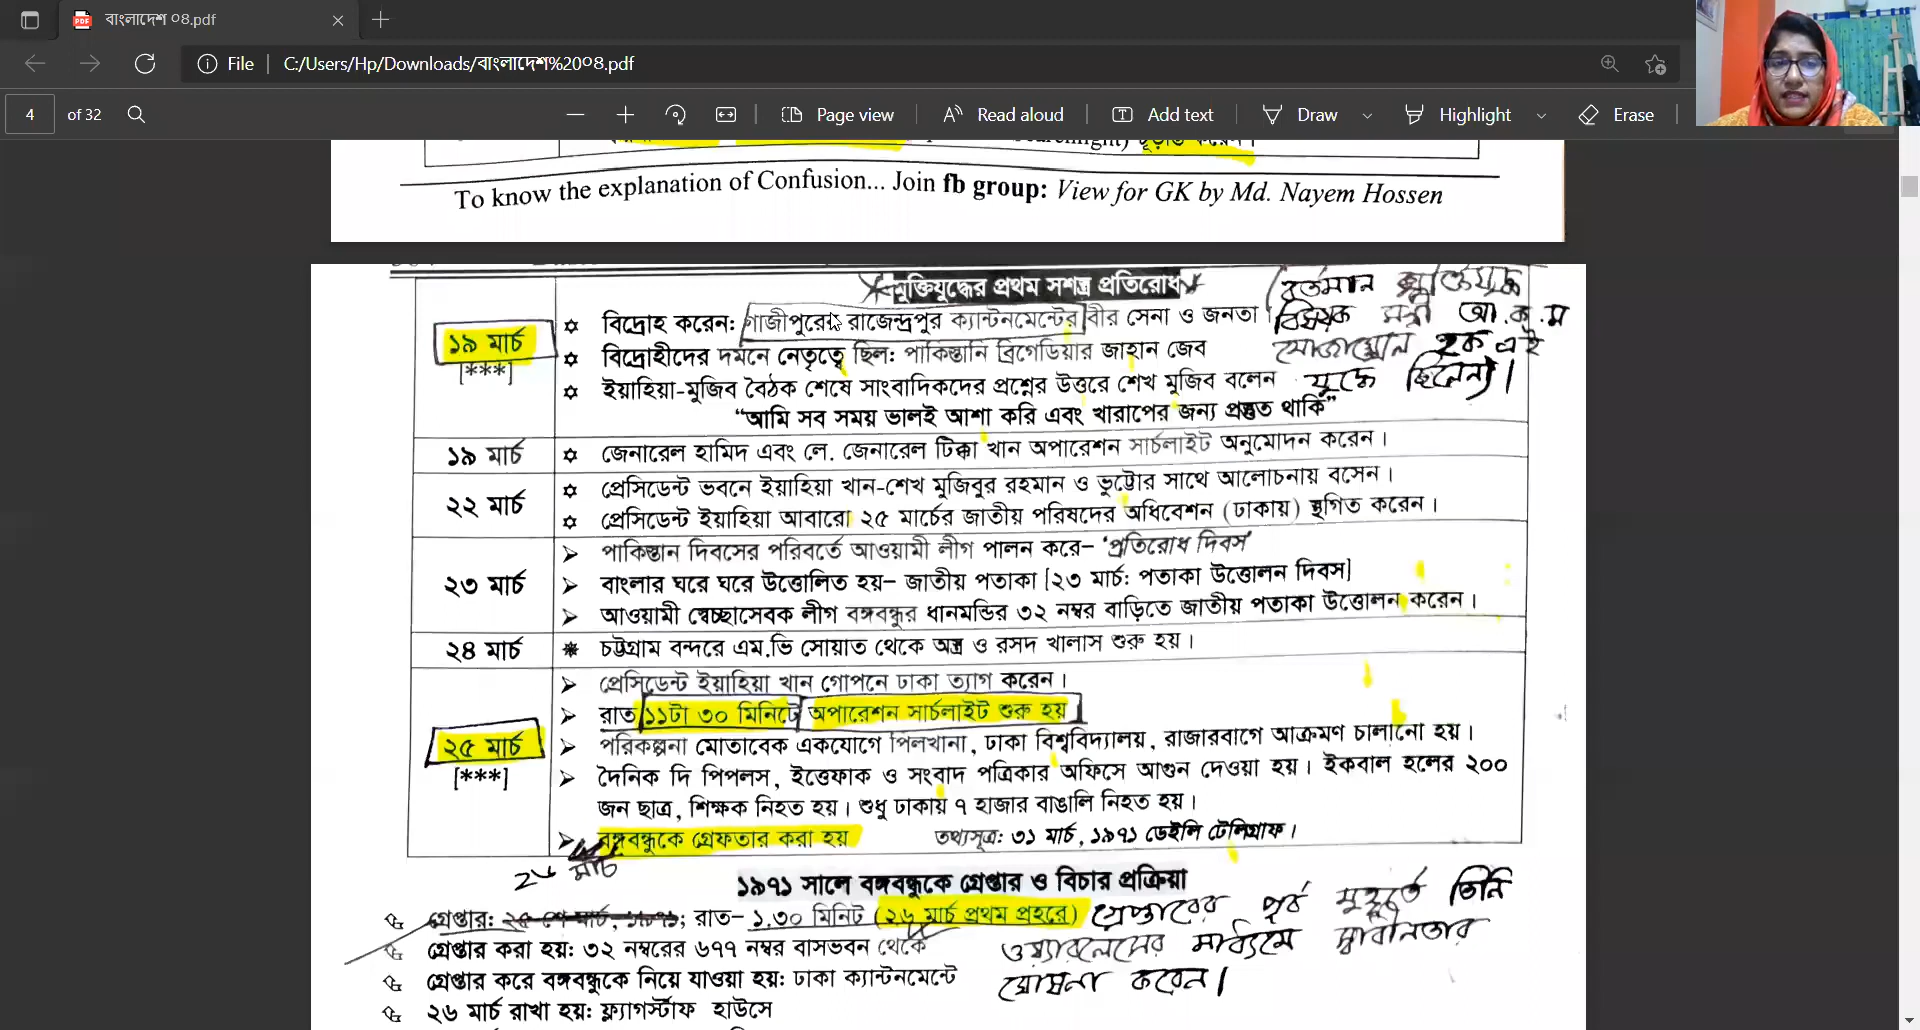 বাংলাদেশ ০৪.pdf
File C:/Users/Hp/Downloads/বাংলাদেশ%20০৪.pdf
4 of 32 Page view Read aloud Add text Draw Highlight Erase
চূড়ান্ত করেন।
To know the explanation of Confusion... Join fb group: View for GK by Md. Nayem Hossen
মুক্তিযুদ্ধের প্রথম সশস্ত্র প্রতিরোধ
(বর্তমান মুক্তিযুদ্ধ
১৯ মার্চ
[***]
বিদ্রোহ করেন: গাজীপুরের রাজেন্দ্রপুর ক্যান্টনমেন্টের বীর সেনা ও জনতা
বিষয়ক মন্ত্রী আ.ক.ম
বিদ্রোহীদের দমনে নেতৃত্বে ছিল: পাকিস্তানি ব্রিগেডিয়ার জাহান জেব
মোজাম্মেল হক এই
ইয়াহিয়া-মুজিব বৈঠক শেষে সাংবাদিকদের প্রশ্নের উত্তরে শেখ মুজিব বলেন
যুদ্ধে ছিলেন)।
“আমি সব সময় ভালই আশা করি এবং খারাপের জন্য প্রস্তুত থাকি”
১৯ মার্চ জেনারেল হামিদ এবং লে. জেনারেল টিক্কা খান অপারেশন সার্চলাইট অনুমোদন করেন।
২২ মার্চ
প্রেসিডেন্ট ভবনে ইয়াহিয়া খান-শেখ মুজিবুর রহমান ও ভুট্টোর সাথে আলোচনায় বসেন।
প্রেসিডেন্ট ইয়াহিয়া আবারো ২৫ মার্চের জাতীয় পরিষদের অধিবেশন (ঢাকায়) স্থগিত করেন।
২৩ মার্চ
পাকিস্তান দিবসের পরিবর্তে আওয়ামী লীগ পালন করে– ‘প্রতিরোধ দিবস’
বাংলার ঘরে ঘরে উত্তোলিত হয়– জাতীয় পতাকা [২৩ মার্চ: পতাকা উত্তোলন দিবস]
আওয়ামী স্বেচ্ছাসেবক লীগ বঙ্গবন্ধুর ধানমন্ডির ৩২ নম্বর বাড়িতে জাতীয় পতাকা উত্তোলন করেন।
২৪ মার্চ চট্টগ্রাম বন্দরে এম.ভি সোয়াত থেকে অস্ত্র ও রসদ খালাস শুরু হয়।
২৫ মার্চ
[***]
প্রেসিডেন্ট ইয়াহিয়া খান গোপনে ঢাকা ত্যাগ করেন।
রাত ১১টা ৩০ মিনিটে অপারেশন সার্চলাইট শুরু হয়
পরিকল্পনা মোতাবেক একযোগে পিলখানা, ঢাকা বিশ্ববিদ্যালয়, রাজারবাগে আক্রমণ চালানো হয়।
দৈনিক দি পিপলস, ইত্তেফাক ও সংবাদ পত্রিকার অফিসে আগুন দেওয়া হয়। ইকবাল হলের ২০০
জন ছাত্র, শিক্ষক নিহত হয়। শুধু ঢাকায় ৭ হাজার বাঙালি নিহত হয়।
বঙ্গবন্ধুকে গ্রেফতার করা হয় তথ্যসূত্র: ৩১ মার্চ, ১৯৭১ ডেইলি টেলিগ্রাফ।
২৬ মার্চ
১৯৭১ সালে বঙ্গবন্ধুকে গ্রেপ্তার ও বিচার প্রক্রিয়া
গ্রেপ্তার: ২৫ শে মার্চ, ১৯৭১; রাত– ১.৩০ মিনিট (২৬ মার্চ প্রথম প্রহরে) গ্রেপ্তারের পূর্ব মুহূর্তে তিনি
গ্রেপ্তার করা হয়: ৩২ নম্বরের ৬৭৭ নম্বর বাসভবন থেকে ওয়্যারলেসের মাধ্যমে স্বাধীনতার
গ্রেপ্তার করে বঙ্গবন্ধুকে নিয়ে যাওয়া হয়: ঢাকা ক্যান্টনমেন্টে ঘোষনা করেন।
২৬ মার্চ রাখা হয়: ফ্ল্যাগস্টাফ হাউসে